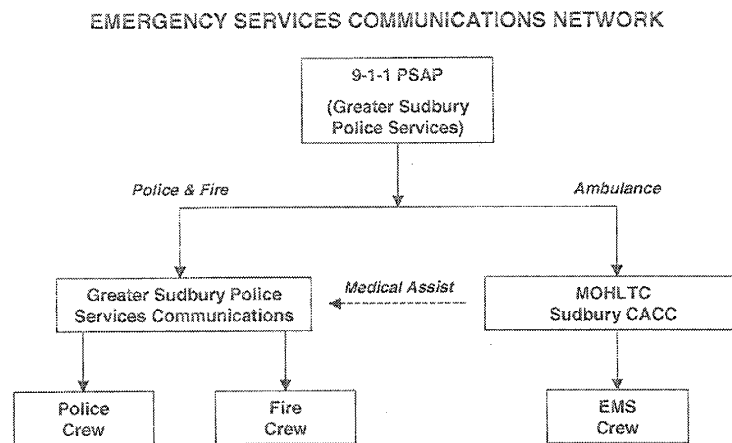 EMERGENCY SERVICES COMMUNICATIONS NETWORK
9-1-1 PSAP
(Greater Sudbury
Police Services)
Police & Fire
Ambulance
Greater Sudbury Police
Services Communications
Medical Assist
MOHLTC
Sudbury CACC
Police
Crew
Fire
Crew
EMS
Crew